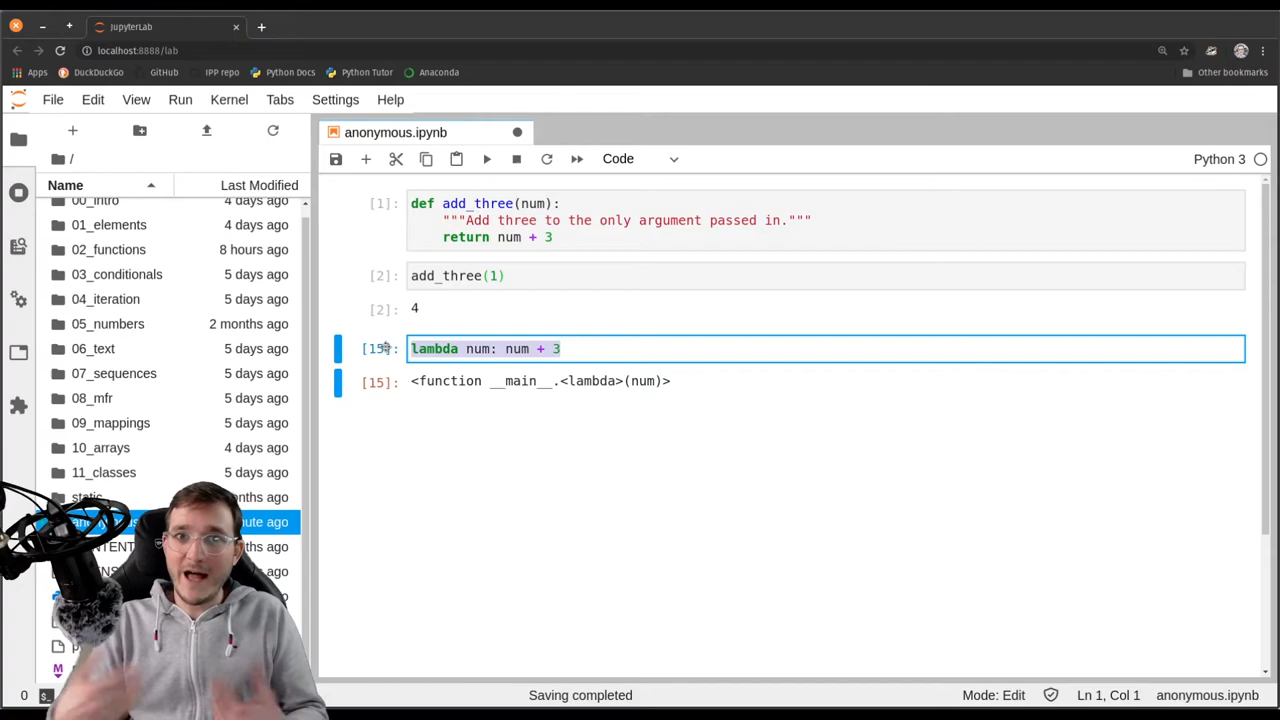 JupyterLab
localhost:8888/lab
Apps DuckDuckGo GitHub IPP repo Python Docs Python Tutor Anaconda Other bookmarks
File Edit View Run Kernel Tabs Settings Help
anonymous.ipynb
Code Python 3
/
Name Last Modified
00_intro 4 days ago
01_elements 4 days ago
02_functions 8 hours ago
03_conditionals 5 days ago
04_iteration 5 days ago
05_numbers 2 months ago
06_text 5 days ago
07_sequences 5 days ago
08_mfr 5 days ago
09_mappings 5 days ago
10_arrays 4 days ago
11_classes 5 days ago
static
ago
ago
ago
[1]: def add_three(num):
"""Add three to the only argument passed in."""
return num + 3
[2]: add_three(1)
[2]: 4
[15]: lambda num: num + 3
[15]: <function __main__.<lambda>(num)>
0 $_ Saving completed Mode: Edit Ln 1, Col 1 anonymous.ipynb